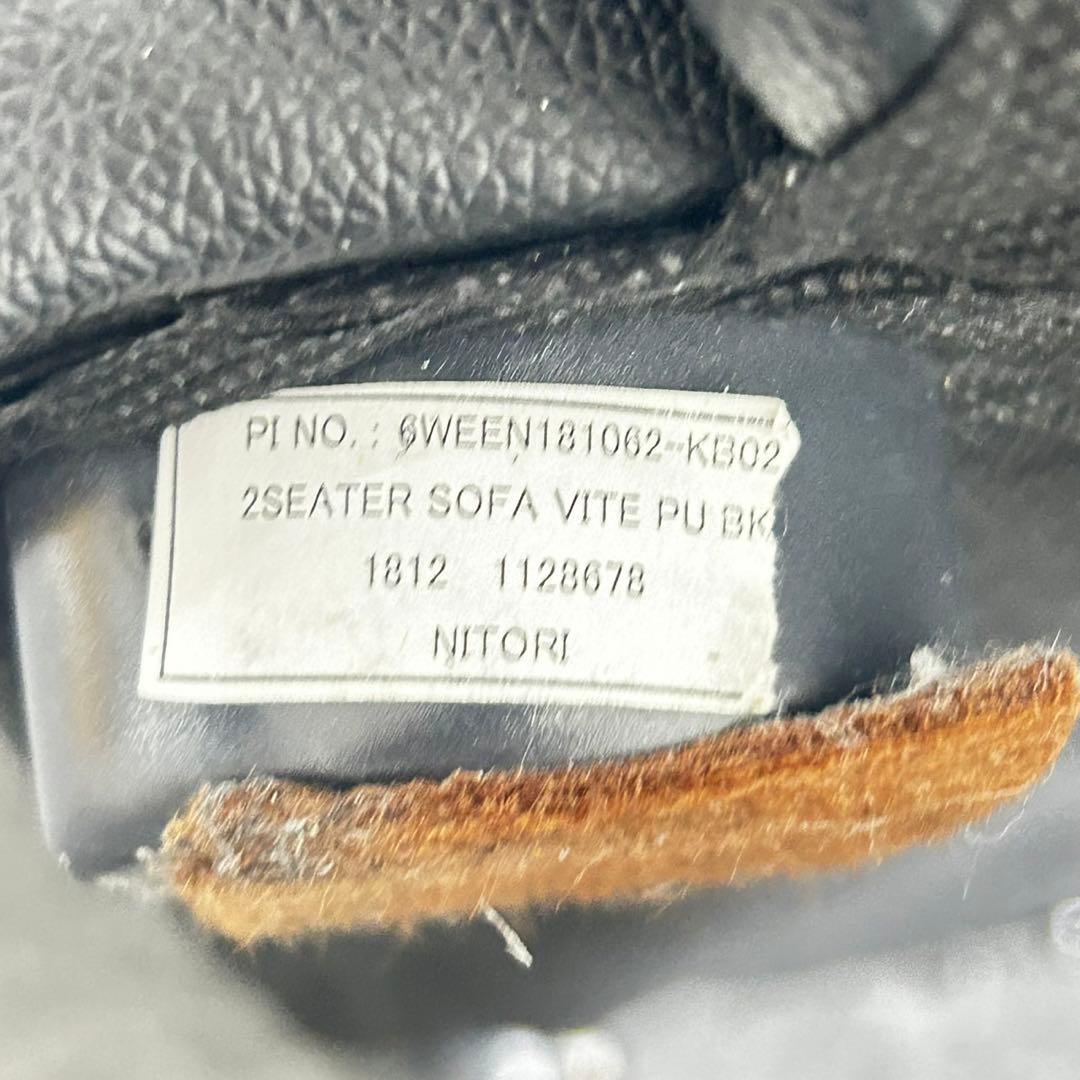 PI NO. : 6WEEN181062-KB02
2SEATER SOFA VITE PU BK
1812 1128678
NITORI